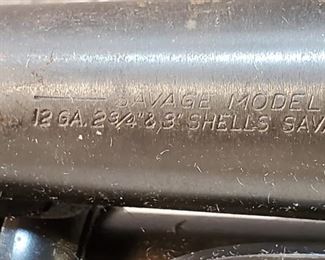 SAVAGE MODEL
12 GA. 2 3/4" & 3" SHELLS SAV